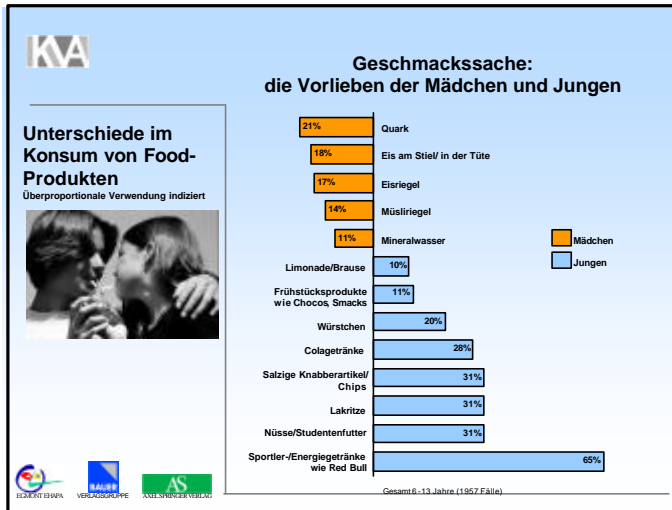 KVA
Geschmackssache:
die Vorlieben der Mädchen und Jungen
Unterschiede im
Konsum von Food-
Produkten
Überproportionale Verwendung indiziert
21%
Quark
18%
Eis am Stiel/ in der Tüte
17%
Eisriegel
14%
Müsliriegel
11%
Mineralwasser
Mädchen
Jungen
Limonade/Brause
10%
Frühstücksprodukte
wie Chocos, Smacks
11%
Würstchen
20%
Colagetränke
28%
Salzige Knabberartikel/
Chips
31%
Lakritze
31%
Nüsse/Studentenfutter
31%
Sportler-/Energiegetränke
wie Red Bull
65%
Gesamt 6 -13 Jahre (1957 Fälle)
EGMONT EHAPA
BAUER
VERLAGSGRUPPE
AS
AXEL SPRINGER VERLAG